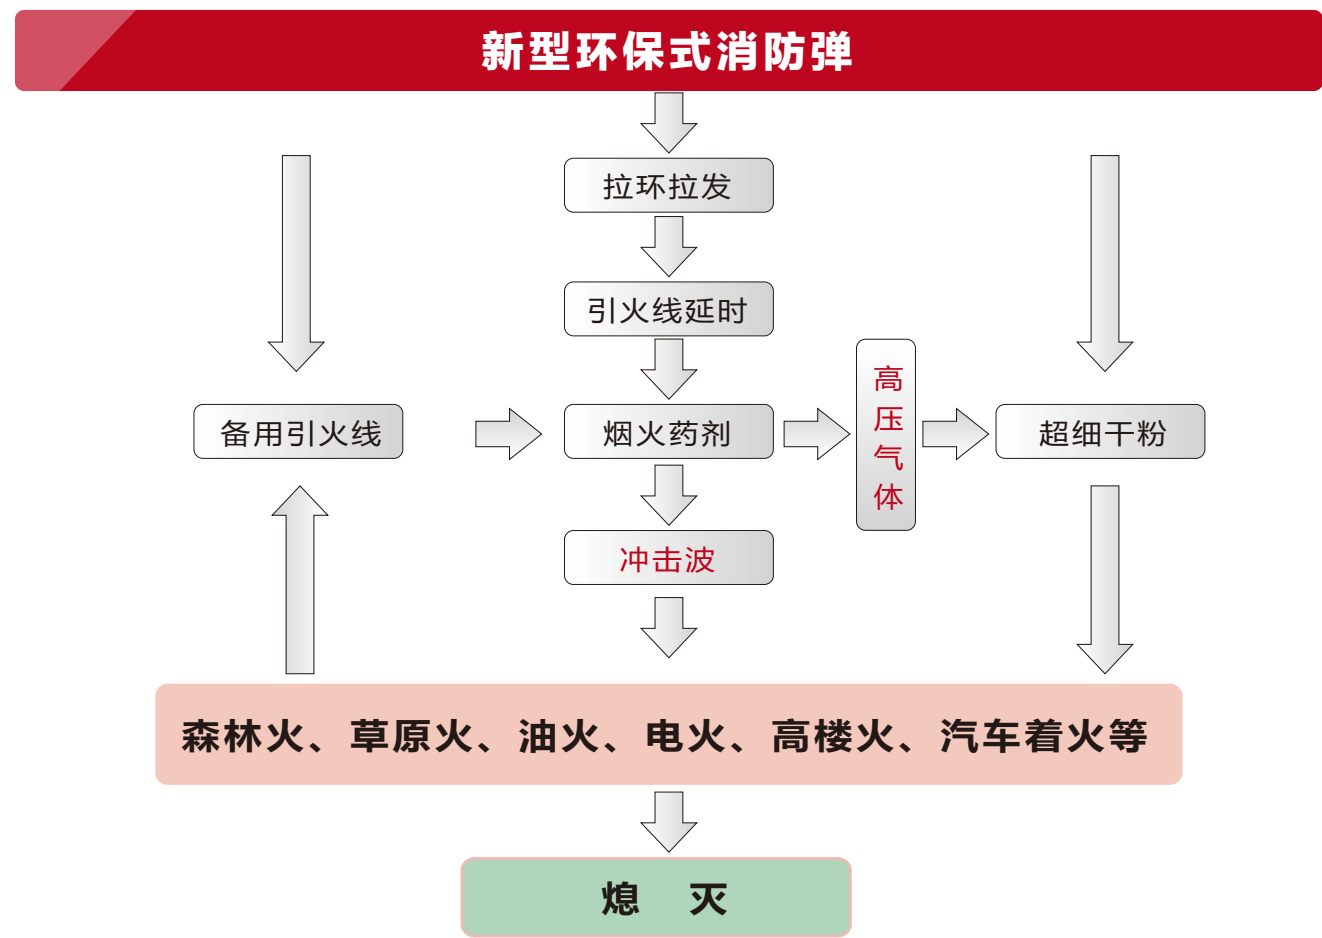 新型环保式消防弹
拉环拉发
引火线延时
备用引火线
烟火药剂
高压气体
超细干粉
冲击波
森林火、草原火、油火、电火、高楼火、汽车着火等
熄 灭